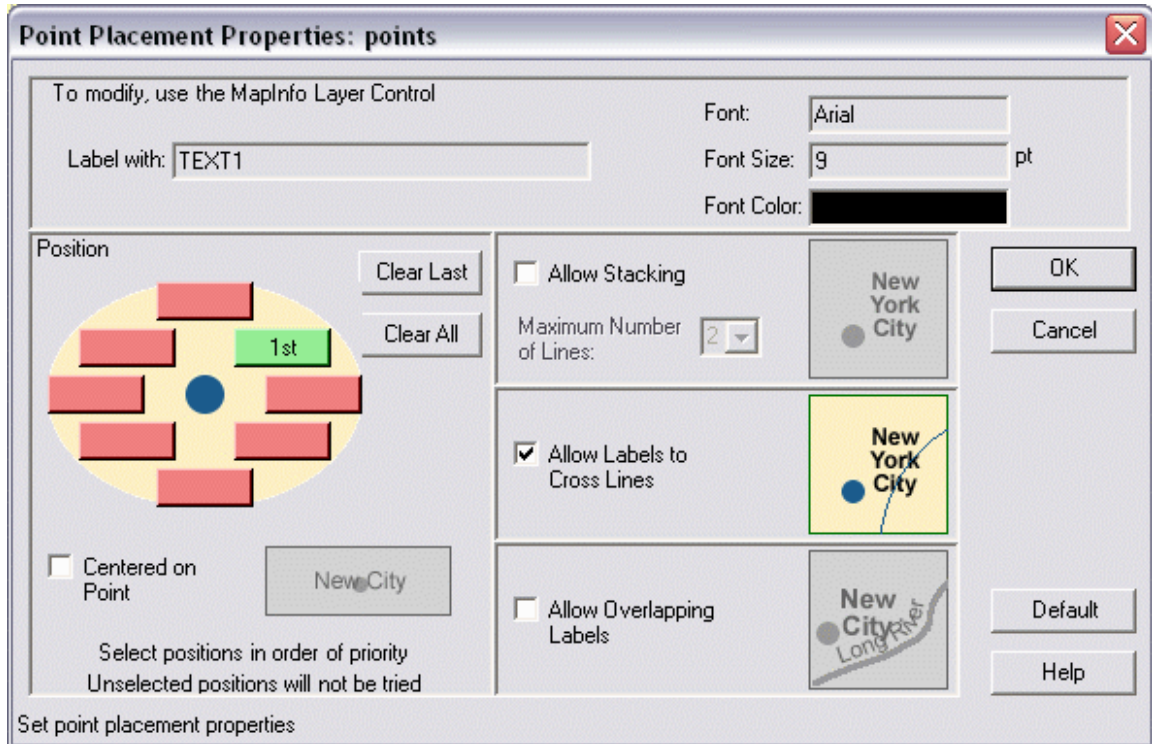 Point Placement Properties: points
To modify, use the MapInfo Layer Control
Label with: TEXT1
Font: Arial
Font Size: 9 pt
Font Color:
Position
Clear Last
Clear All
1st
Centered on
Point
New City
Select positions in order of priority
Unselected positions will not be tried
Allow Stacking
Maximum Number
of Lines:
2
New
York
City
Allow Labels to
Cross Lines
New
York
City
Allow Overlapping
Labels
New
City
Long River
OK
Cancel
Default
Help
Set point placement properties